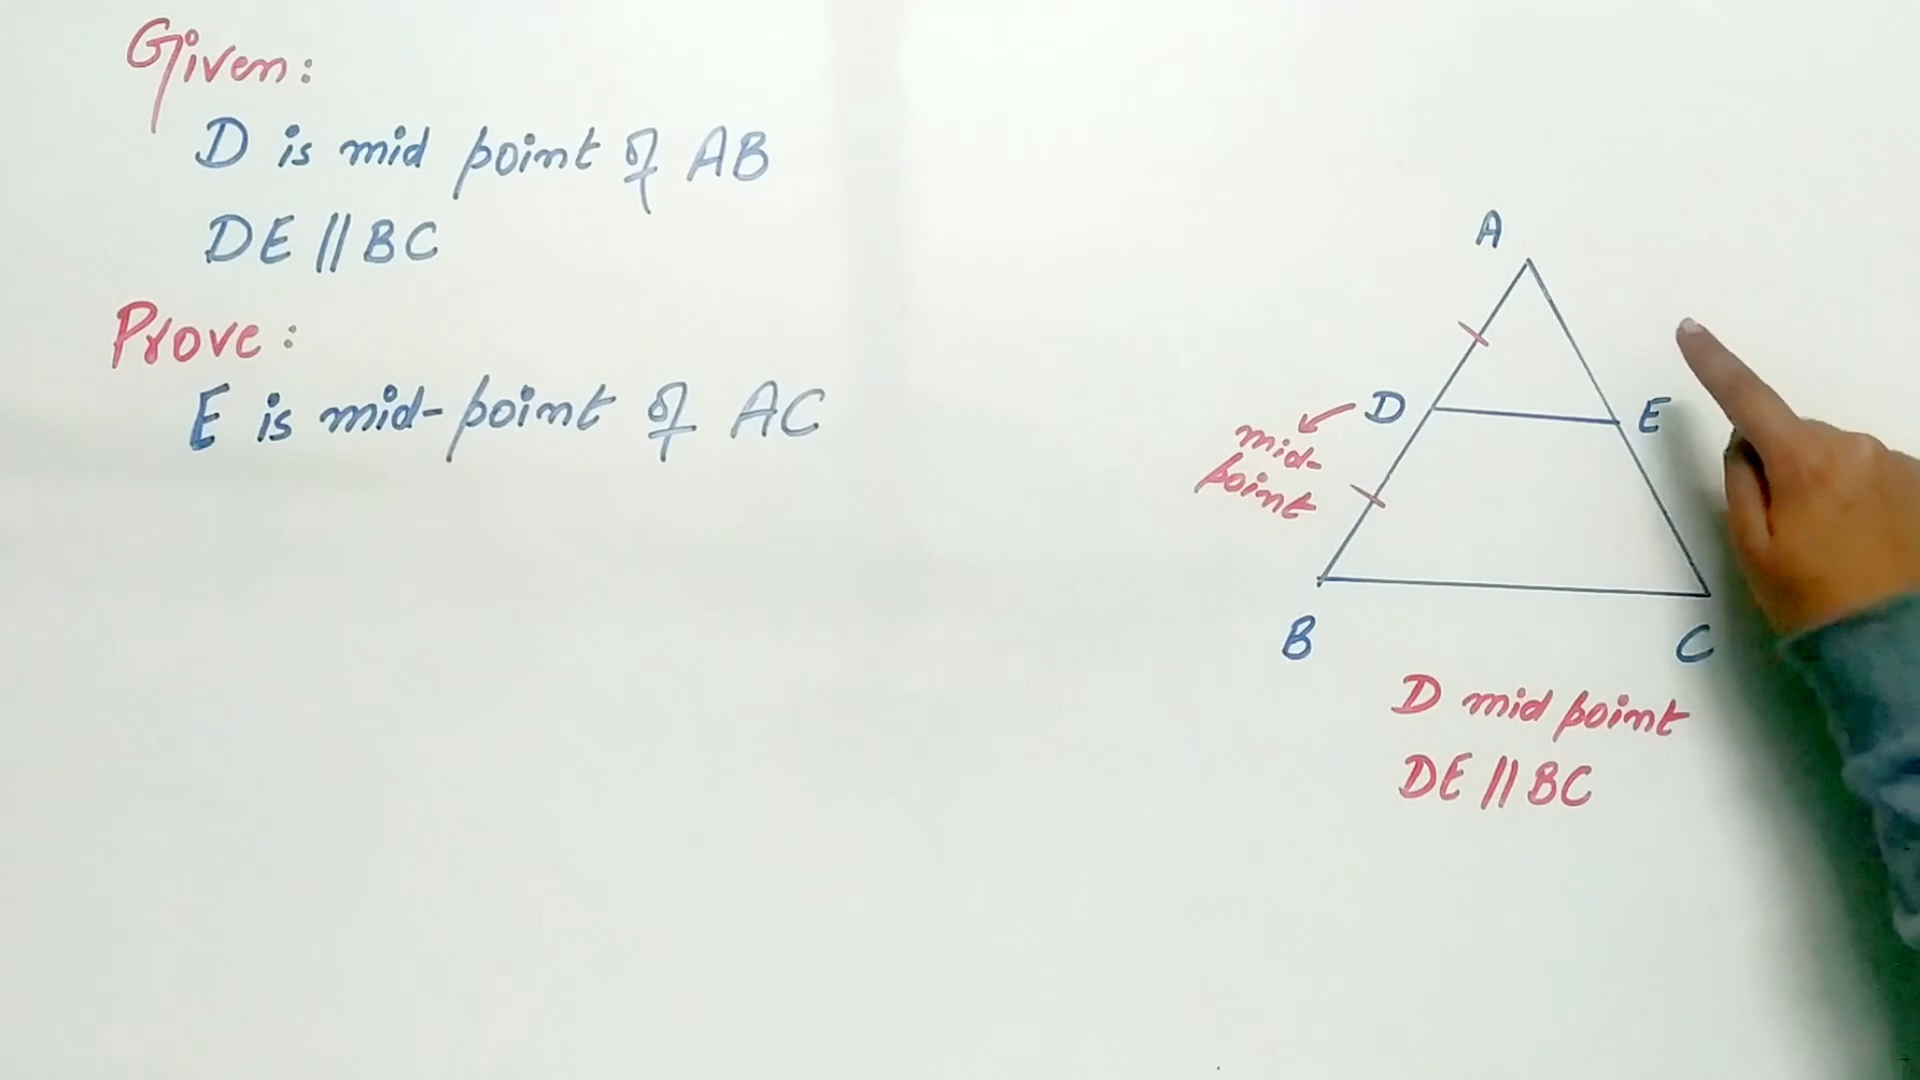 Given:
D is mid point of AB
DE || BC
Prove:
E is mid-point of AC
A
D
E
mid-
point
B
C
D mid point
DE || BC